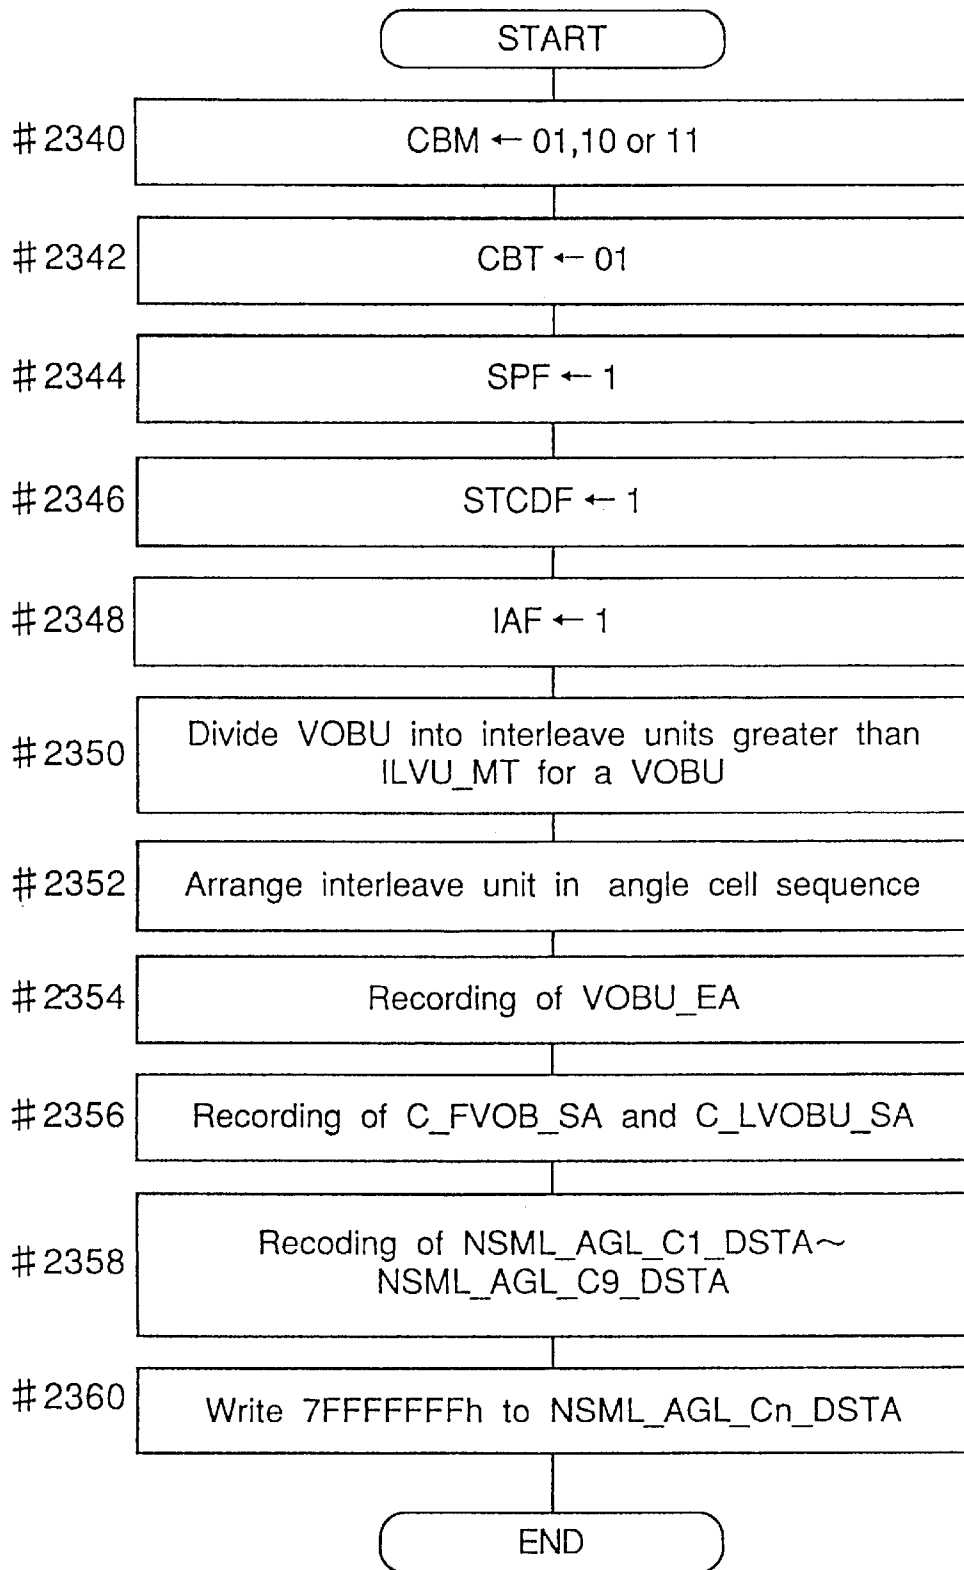 START
#2340
CBM ← 01,10 or 11
#2342
CBT ← 01
#2344
SPF ← 1
#2346
STCDF ← 1
#2348
IAF ← 1
#2350
Divide VOBU into interleave units greater than
ILVU_MT for a VOBU
#2352
Arrange interleave unit in angle cell sequence
#2354
Recording of VOBU_EA
#2356
Recording of C_FVOB_SA and C_LVOBU_SA
#2358
Recoding of NSML_AGL_C1_DSTA~
NSML_AGL_C9_DSTA
#2360
Write 7FFFFFFFh to NSML_AGL_Cn_DSTA
END